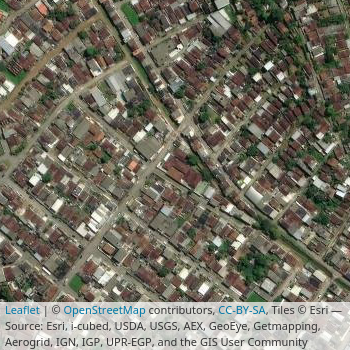 Leaflet | © OpenStreetMap contributors, CC-BY-SA, Tiles © Esri —
Source: Esri, i-cubed, USDA, USGS, AEX, GeoEye, Getmapping,
Aerogrid, IGN, IGP, UPR-EGP, and the GIS User Community